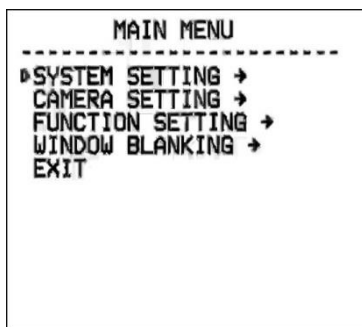 MAIN MENU
SYSTEM SETTING →
CAMERA SETTING →
FUNCTION SETTING →
WINDOW BLANKING →
EXIT